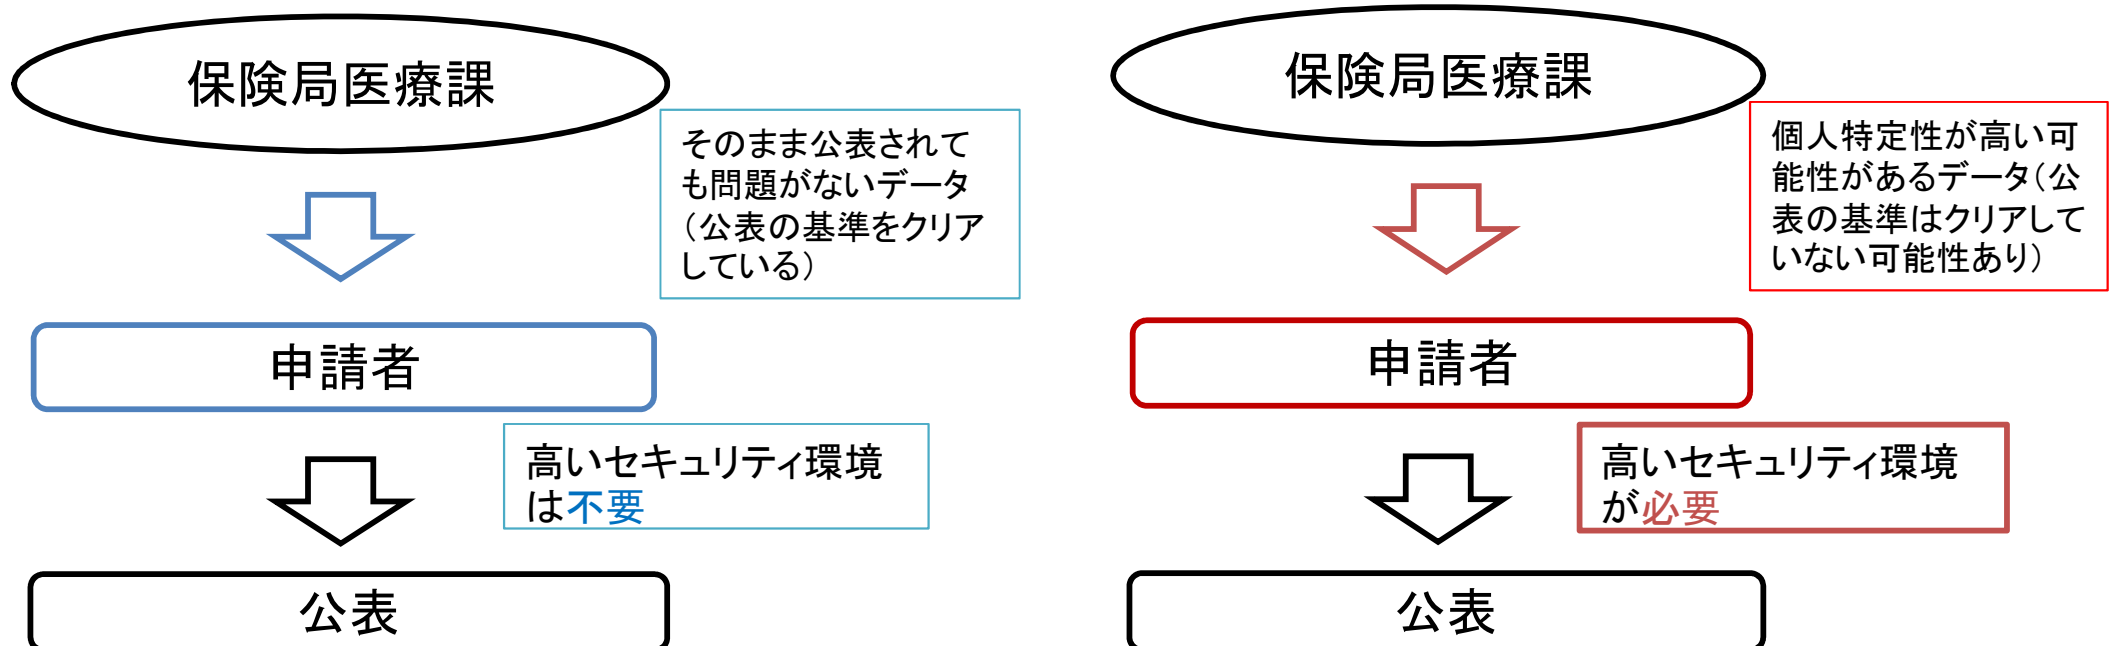 保険局医療課
そのまま公表されて
も問題がないデータ
（公表の基準をクリア
している）
申請者
高いセキュリティ環境
は不要
公表
保険局医療課
個人特定性が高い可
能性があるデータ（公
表の基準はクリアして
いない可能性あり）
申請者
高いセキュリティ環境
が必要
公表